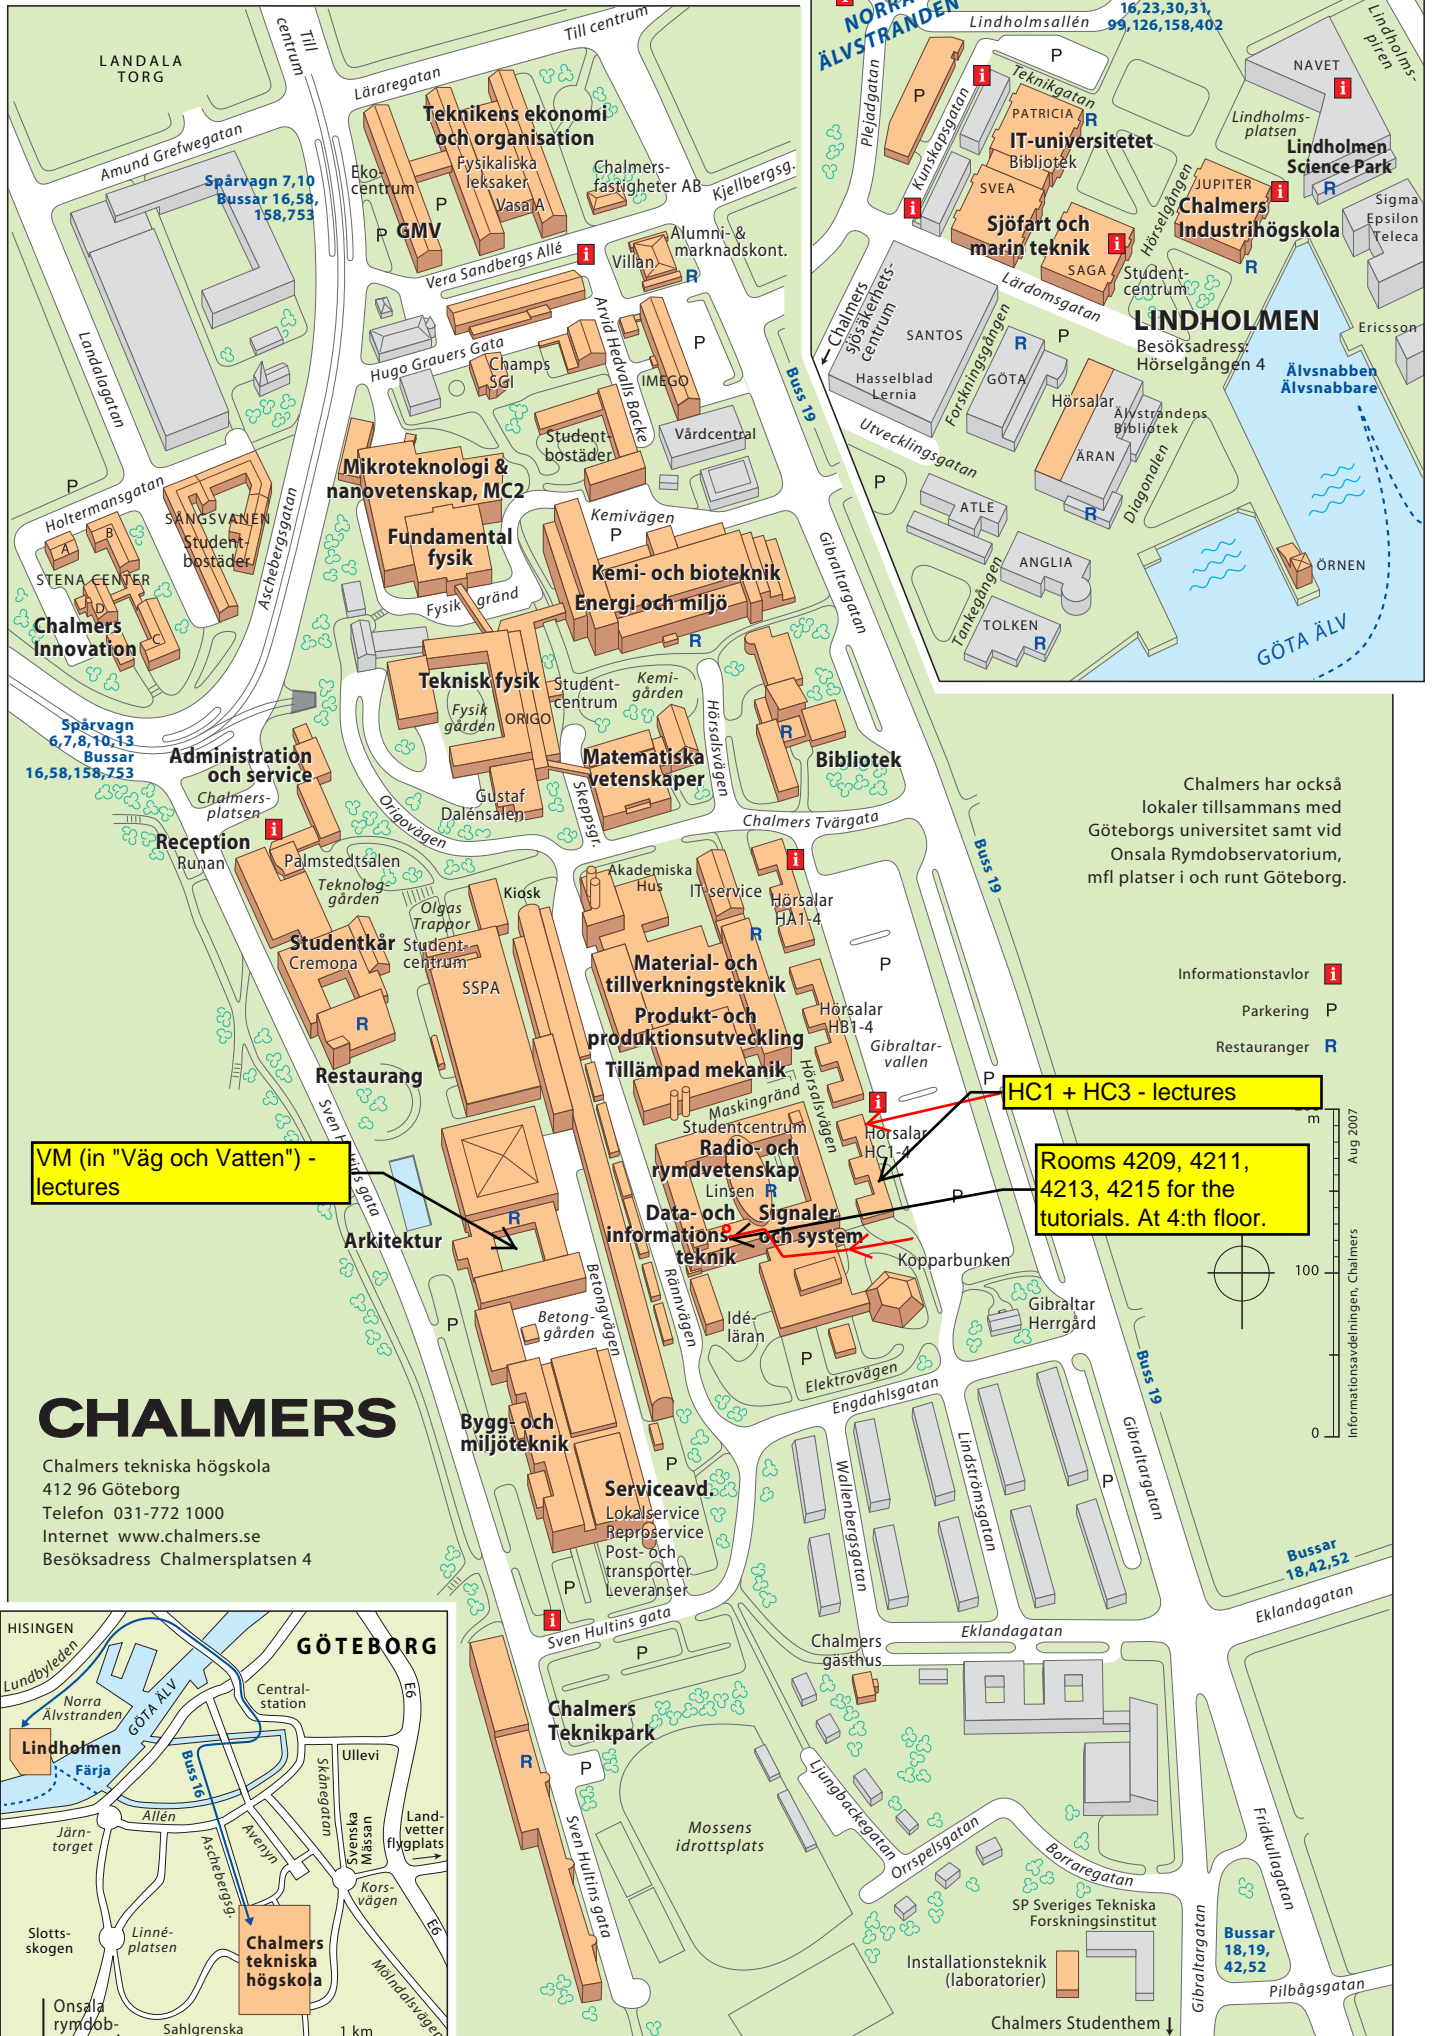 LANDALA
TORG
Till
centrum
Till centrum
Läraregatan
Amund Grefwegatan
Spårvagn 7,10
Bussar 16,58,
158,753
Teknikens ekonomi
och organisation
Fysikaliska
leksaker
Vasa A
Eko-
centrum
P
P
GMV
Chalmers-
fastigheter AB
Kjellbergsg.
Alumni- &
marknadskont.
Villan
R
i
Vera Sandbergs Allé
Arvid Hedvalls Backe
Hugo Grauers Gata
Champs
SGI
IMEGO
P
Buss 19
Landalagatan
Student-
bostäder
Vårdcentral
Mikroteknologi &
nanovetenskap, MC2
Fundamental
fysik
Kemivägen
P
P
Holtermansgatan
SÅNGSVANEN
Student-
bostäder
A
B
STENA CENTER
D
C
Chalmers
Innovation
Aschebergsgatan
Kemi- och bioteknik
Energi och miljö
R
Fysik gränd
Gibraltargatan
Teknisk fysik
Fysik
gården
ORIGO
Student-
centrum
Kemi-
gården
Hörsalsvägen
R
Bibliotek
Matematiska
vetenskaper
Spårvagn
6,7,8,10,13
Bussar
16,58,158,753
Administration
och service
Chalmers-
platsen
Gustaf
Dalénsalen
Skeppsgr.
Origovägen
Chalmers Tvärgata
Reception
Runan
i
Palmstedtsalen
Teknolog-
gården
Olgas
Trappor
Kiosk
Akademiska
Hus
IT-service
i
Hörsalar
HA1-4
Buss 19
Studentkår
Cremona
Student-
centrum
SSPA
R
Material- och
tillverkningsteknik
P
R
Produkt- och
produktionsutveckling
Hörsalar
HB1-4
Gibraltar-
vallen
Restaurang
Tillämpad mekanik
Hörsalsvägen
Maskingränd
Studentcentrum
P
i
HC1 + HC3 - lectures
Sven Hultins gata
Radio- och
rymdvetenskap
Linsen R
Hörsalar
HC1-4
VM (in "Väg och Vatten") -
lectures
Rooms 4209, 4211,
4213, 4215 for the
tutorials. At 4:th floor.
P
R
Arkitektur
Data- och
informations-
teknik
Signaler
och system
Kopparbunken
Gibraltar
Herrgård
Betongvägen
Rännvägen
Betong-
gården
P
Idé-
läran
P
Elektrovägen
Engdahlsgatan
Buss 19
Bygg- och
miljöteknik
P
Serviceavd.
Lokalservice
Reproservice
Post- och
transporter
Leveranser
Wallenbergsgatan
Lindströmsgatan
P
Gibraltargatan
Bussar
18,42,52
Eklandagatan
P
i
Sven Hultins gata
P
Eklandagatan
Chalmers
gästhus
Chalmers
Teknikpark
R
P
Sven Hultins gata
Mossens
idrottsplats
Ljungbackegatan
Orrspelsgatan
Borraregatan
Fridkullagatan
SP Sveriges Tekniska
Forskningsinstitut
Installationsteknik
(laboratorier)
Gibraltargatan
Bussar
18,19,
42,52
Pilbågsgatan
Chalmers Studenthem
CHALMERS
Chalmers tekniska högskola
412 96 Göteborg
Telefon 031-772 1000
Internet www.chalmers.se
Besöksadress Chalmersplatsen 4
NORRA
ÄLVSTRANDEN
Lindholmsallén
16,23,30,31,
99,126,158,402
Lindholms-
piren
Plejadgatan
P
Kunskapsgatan
i
P
Teknikgatan
PATRICIA
R
IT-universitetet
Bibliotek
SVEA
i
NAVET
i
Lindholms-
platsen
Lindholmen
Science Park
R
Sigma
Epsilon
Teleca
JUPITER
i
Chalmers
Industrihögskola
R
Hörselgången
Sjöfart och
marin teknik
i
SAGA
Student-
centrum
Lärdomsgatan
Chalmers
sjösäkerhets-
centrum
SANTOS
Hasselblad
Lernia
Forskningsgången
R
P
GÖTA
LINDHOLMEN
Besöksadress:
Hörselgången 4
Ericsson
Älvsnabben
Älvsnabbare
Hörsalar
Älvstrandens
Bibliotek
ÄRAN
R
Utvecklingsgatan
P
Diagonalen
ATLE
ANGLIA
Tankegången
TOLKEN
R
ÖRNEN
GÖTA ÄLV
Chalmers har också
lokaler tillsammans med
Göteborgs universitet samt vid
Onsala Rymdobservatorium,
mfl platser i och runt Göteborg.
Informationstavlor i
Parkering P
Restauranger R
m
100
0
Aug 2007
Informationsavdelningen, Chalmers
HISINGEN
GÖTEBORG
Lundbyleden
Norra
Älvstranden
GÖTA ÄLV
Central-
station
E6
Lindholmen
Färja
Buss 16
Ullevi
Skånegatan
Allén
Järn-
torget
Avenyn
Svenska
Mässan
Land-
vetter
flygplats
Aschebergsg.
Kors-
vägen
E6
Slotts-
skogen
Linné-
platsen
Chalmers
tekniska
högskola
Mölndalsvägen
Onsala
rymdob-
Sahlgrenska
1 km